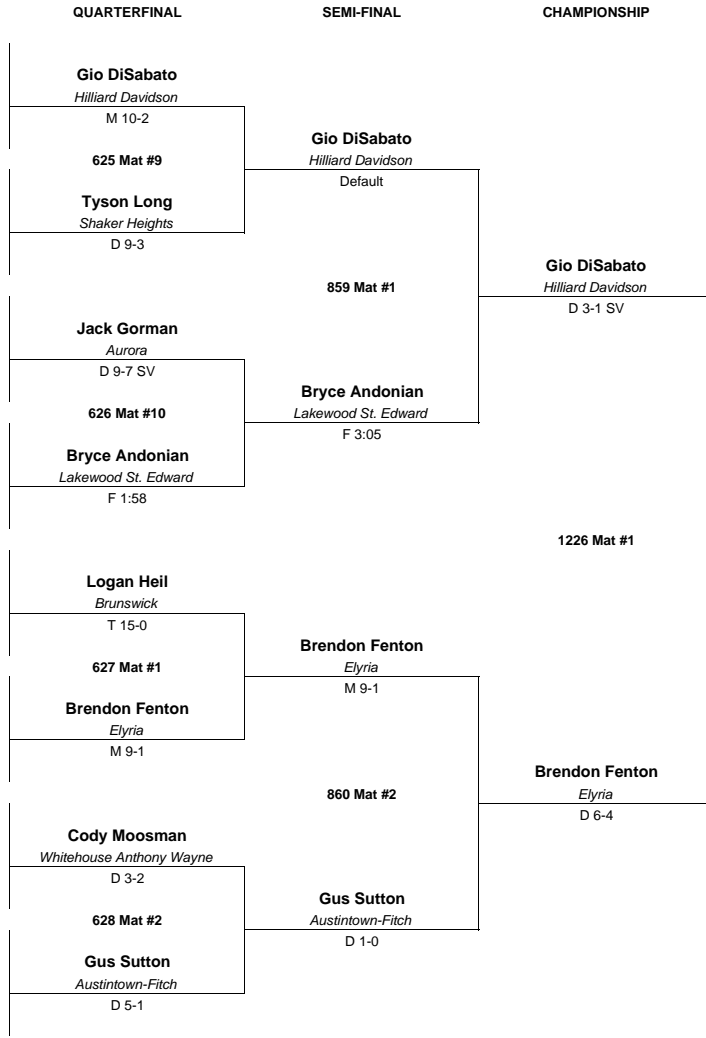 QUARTERFINAL SEMI-FINAL CHAMPIONSHIP
Gio DiSabato
Hilliard Davidson
M 10-2
625 Mat #9
Tyson Long
Shaker Heights
D 9-3
Gio DiSabato
Hilliard Davidson
Default
859 Mat #1
Jack Gorman
Aurora
D 9-7 SV
626 Mat #10
Bryce Andonian
Lakewood St. Edward
F 1:58
Bryce Andonian
Lakewood St. Edward
F 3:05
Gio DiSabato
Hilliard Davidson
D 3-1 SV
1226 Mat #1
Logan Heil
Brunswick
T 15-0
627 Mat #1
Brendon Fenton
Elyria
M 9-1
Brendon Fenton
Elyria
M 9-1
860 Mat #2
Cody Moosman
Whitehouse Anthony Wayne
D 3-2
628 Mat #2
Gus Sutton
Austintown-Fitch
D 5-1
Gus Sutton
Austintown-Fitch
D 1-0
Brendon Fenton
Elyria
D 6-4